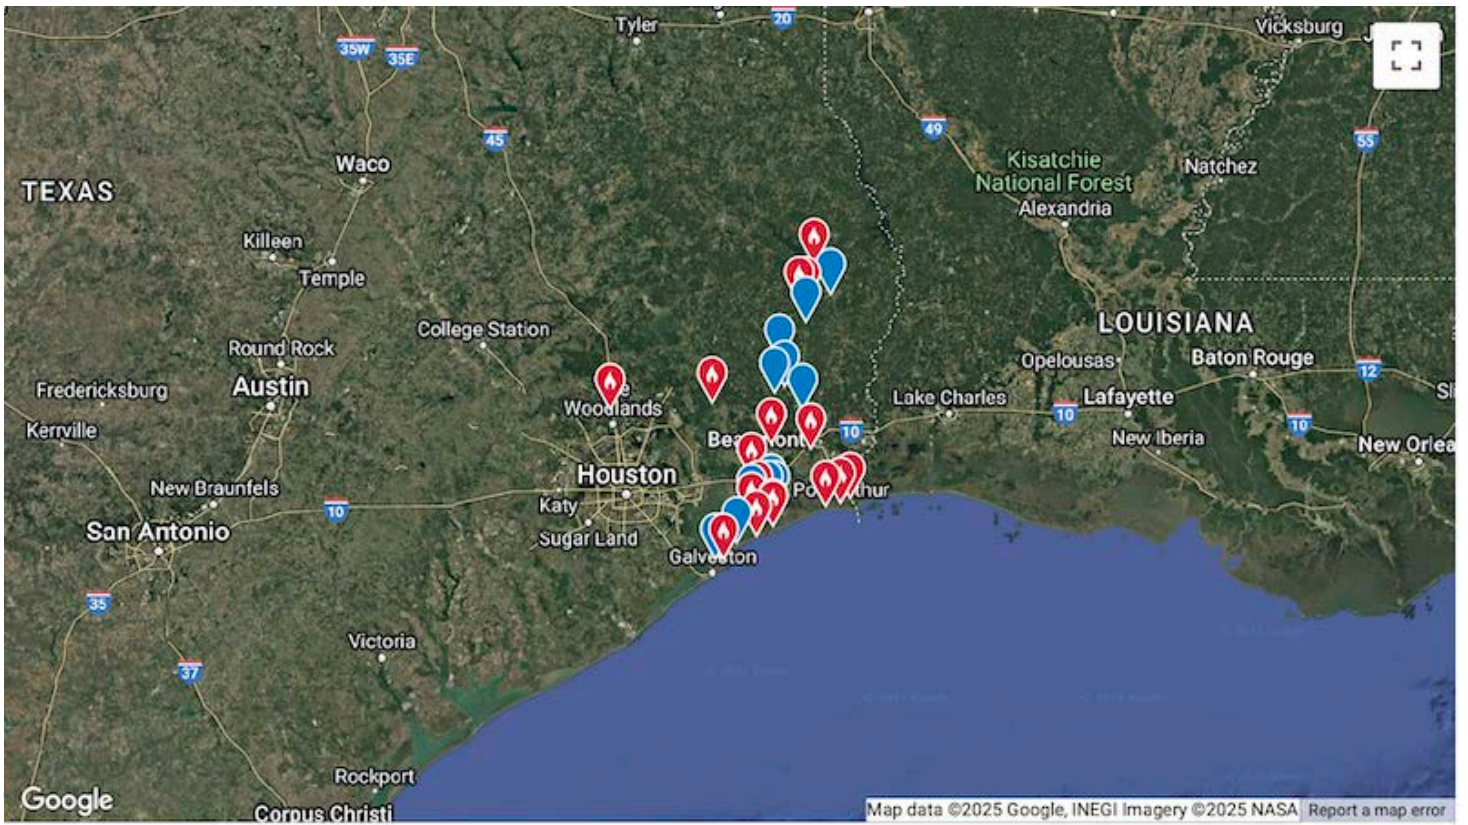 Tyler
20
Vicksburg
35W
35E
45
49
55
Waco
Kisatchie
National Forest
Natchez
TEXAS
Alexandria
Killeen
Temple
College Station
LOUISIANA
Round Rock
Opelousas
Baton Rouge
12
Fredericksburg
Austin
Woodlands
Lake Charles
Lafayette
10
10
10
Kerrville
New Iberia
New Orlea
Houston
New Braunfels
Katy
10
San Antonio
Sugar Land
35
Victoria
37
Rockport
Google
Corpus Christi
Map data ©2025 Google, INEGI Imagery ©2025 NASA
Report a map error